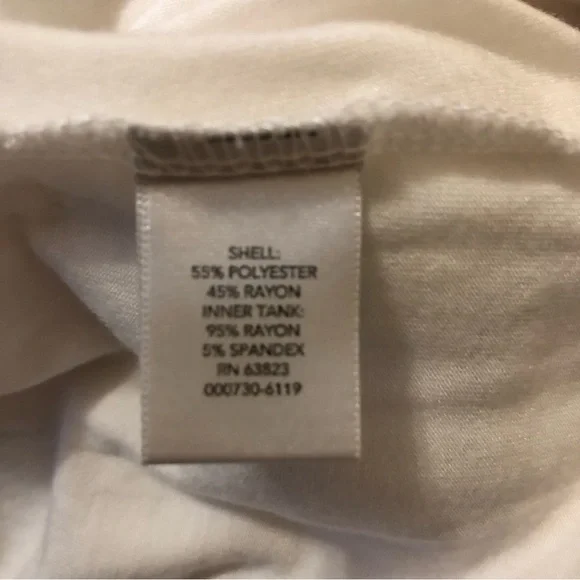 SHELL:
55% POLYESTER
45% RAYON
INNER TANK:
95% RAYON
5% SPANDEX
RN 63823
000730-6119